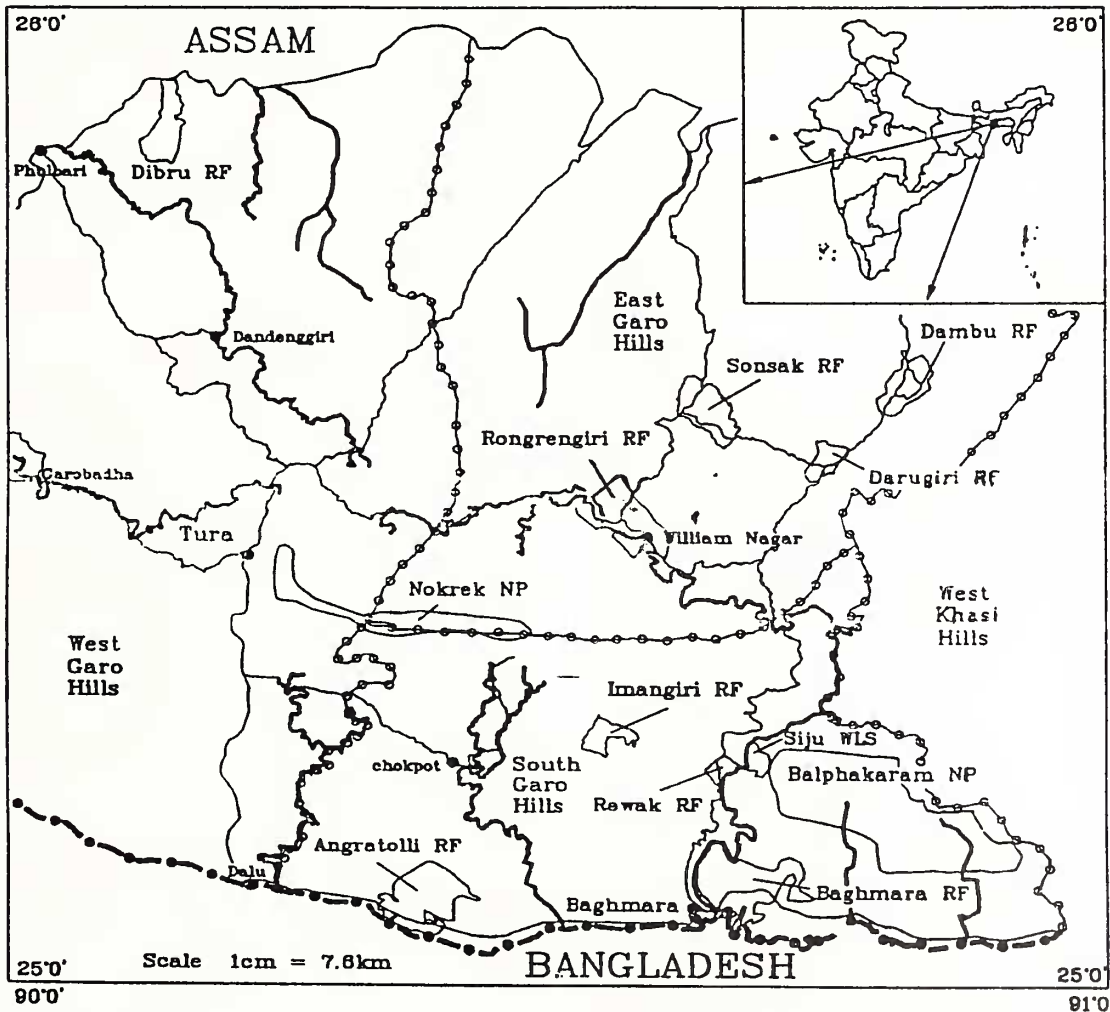 26°0'
ASSAM
26°0'
Phulbari
Dibru RF
East
Garo
Hills
Dambu RF
Dandenggiri
Sonsak RF
Rongrengiri RF
Garobadha
Darugiri RF
Tura
William Nagar
Nokrek NP
West
Khasi
Hills
West
Garo
Hills
Imangiri RF
Siju WLS
chokpot
South
Garo
Hills
Balphakaram NP
Rewak RF
Angratolli RF
Dalu
Baghmara
Baghmara RF
Scale 1cm = 7.6km
BANGLADESH
25°0'
25°0'
90°0'
91°0